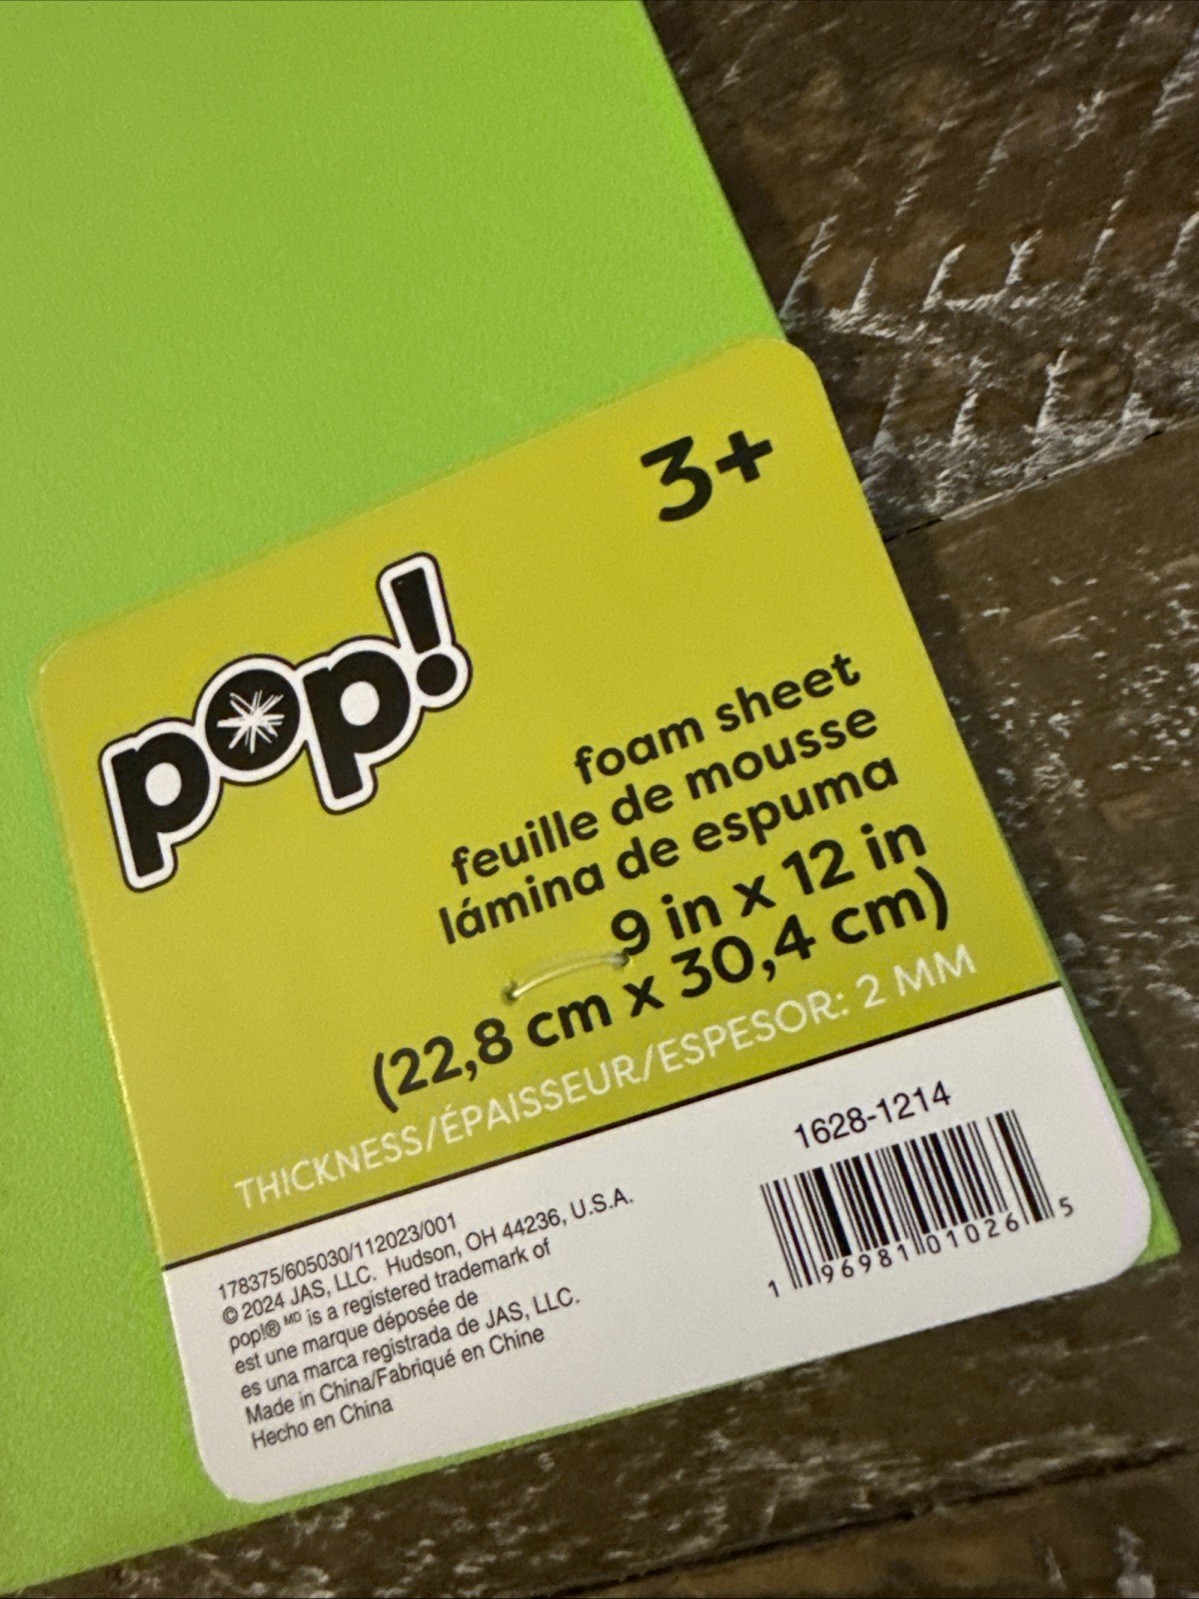 3+
pop!
foam sheet
feuille de mousse
lámina de espuma
9 in x 12 in
(22,8 cm x 30,4 cm)
THICKNESS/ÉPAISSEUR/ESPESOR: 2 MM
178375/605030/112023/001
© 2024 JAS, LLC. Hudson, OH 44236, U.S.A.
pop!® MD is a registered trademark of
est une marque déposée de
es una marca registrada de JAS, LLC.
Made in China/Fabriqué en Chine
Hecho en China
1628-1214
1 96981 01026 5